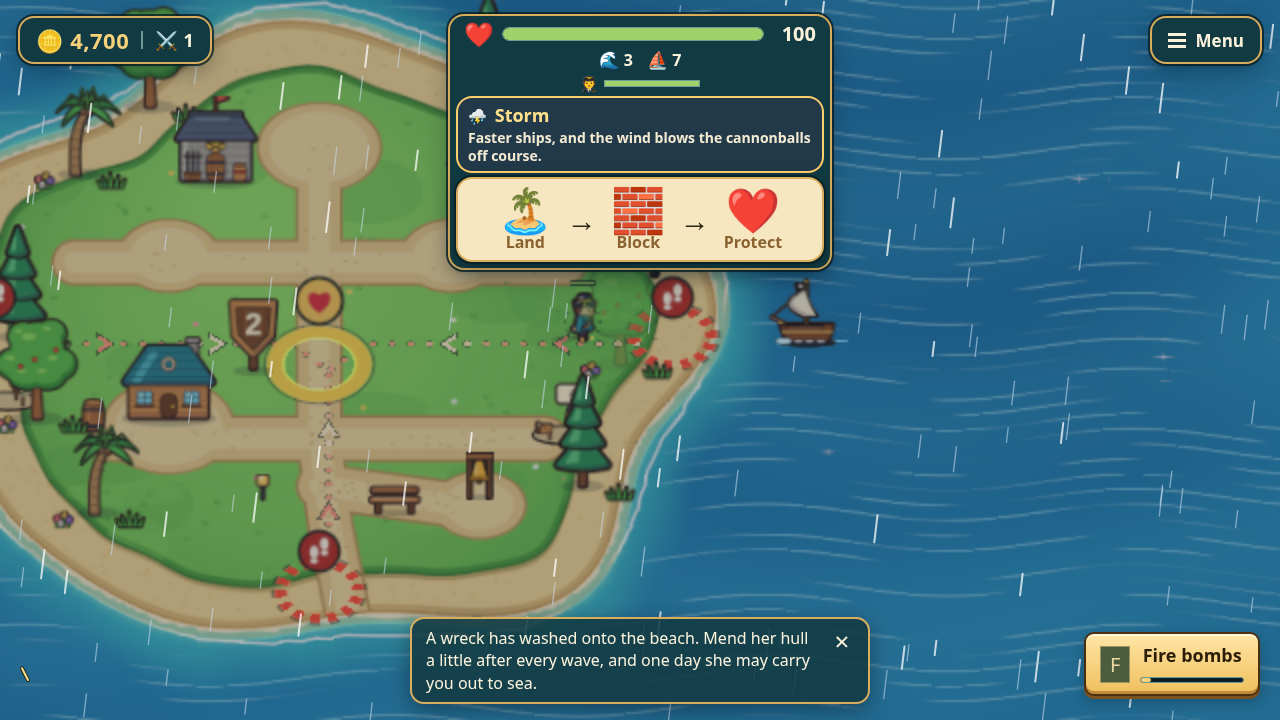 4,700
1
100
3
7
Menu
Storm
Faster ships, and the wind blows the cannonballs
off course.
Land
→
Block
→
Protect
2
A wreck has washed onto the beach. Mend her hull
a little after every wave, and one day she may carry
you out to sea.
F
Fire bombs